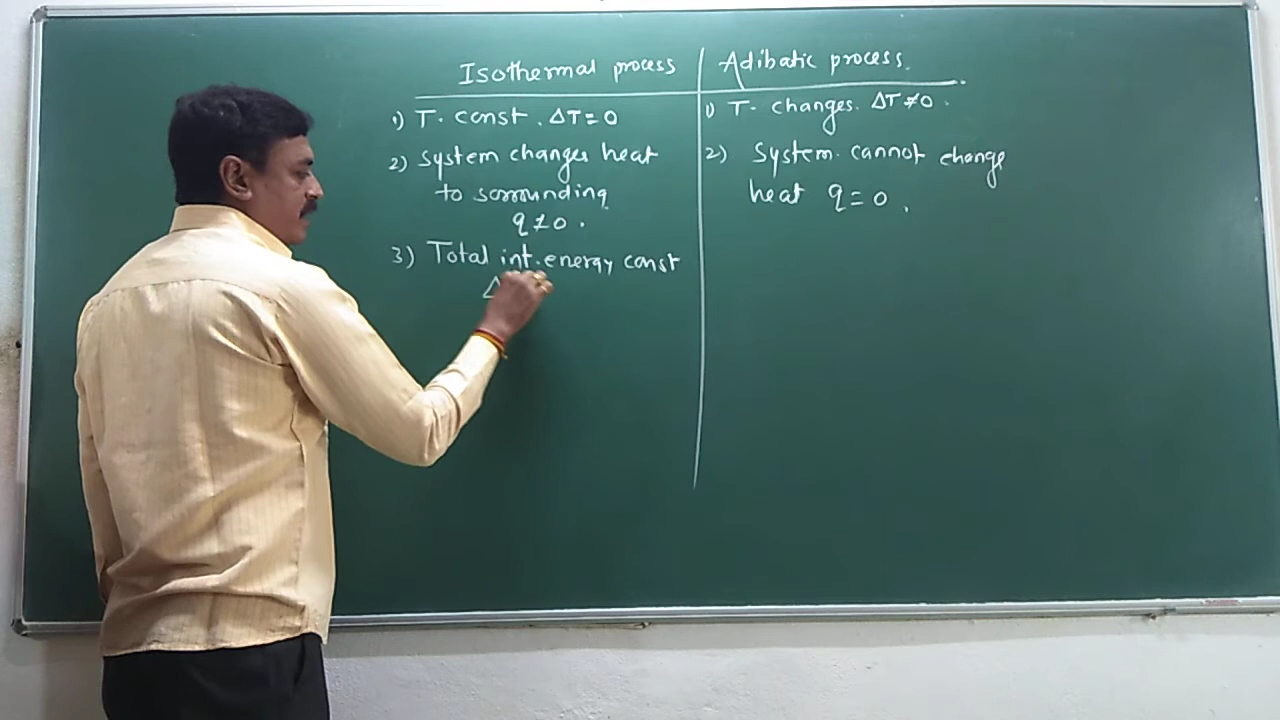 Isothermal process
1) T. const. ΔT=0
2) System changes heat
to sorrounding
q≠0.
3) Total int. energy const
Δ
Adibatic process.
1) T. changes. ΔT≠0.
2) System. cannot change
heat q=0.